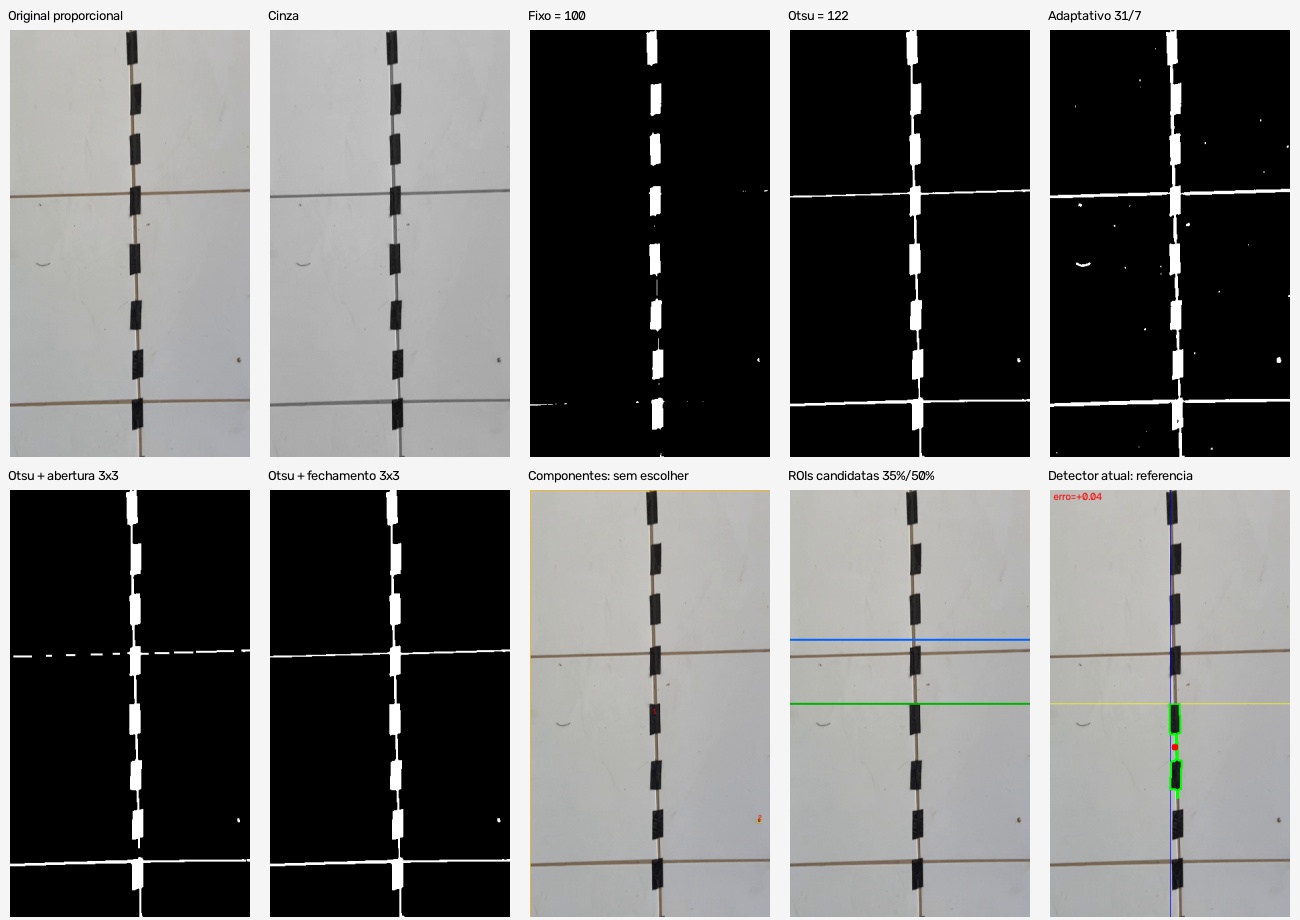 Original proporcional
Cinza
Fixo = 100
Otsu = 122
Adaptativo 31/7
Otsu + abertura 3x3
Otsu + fechamento 3x3
Componentes: sem escolher
ROIs candidatas 35%/50%
Detector atual: referencia
erro=+0.04